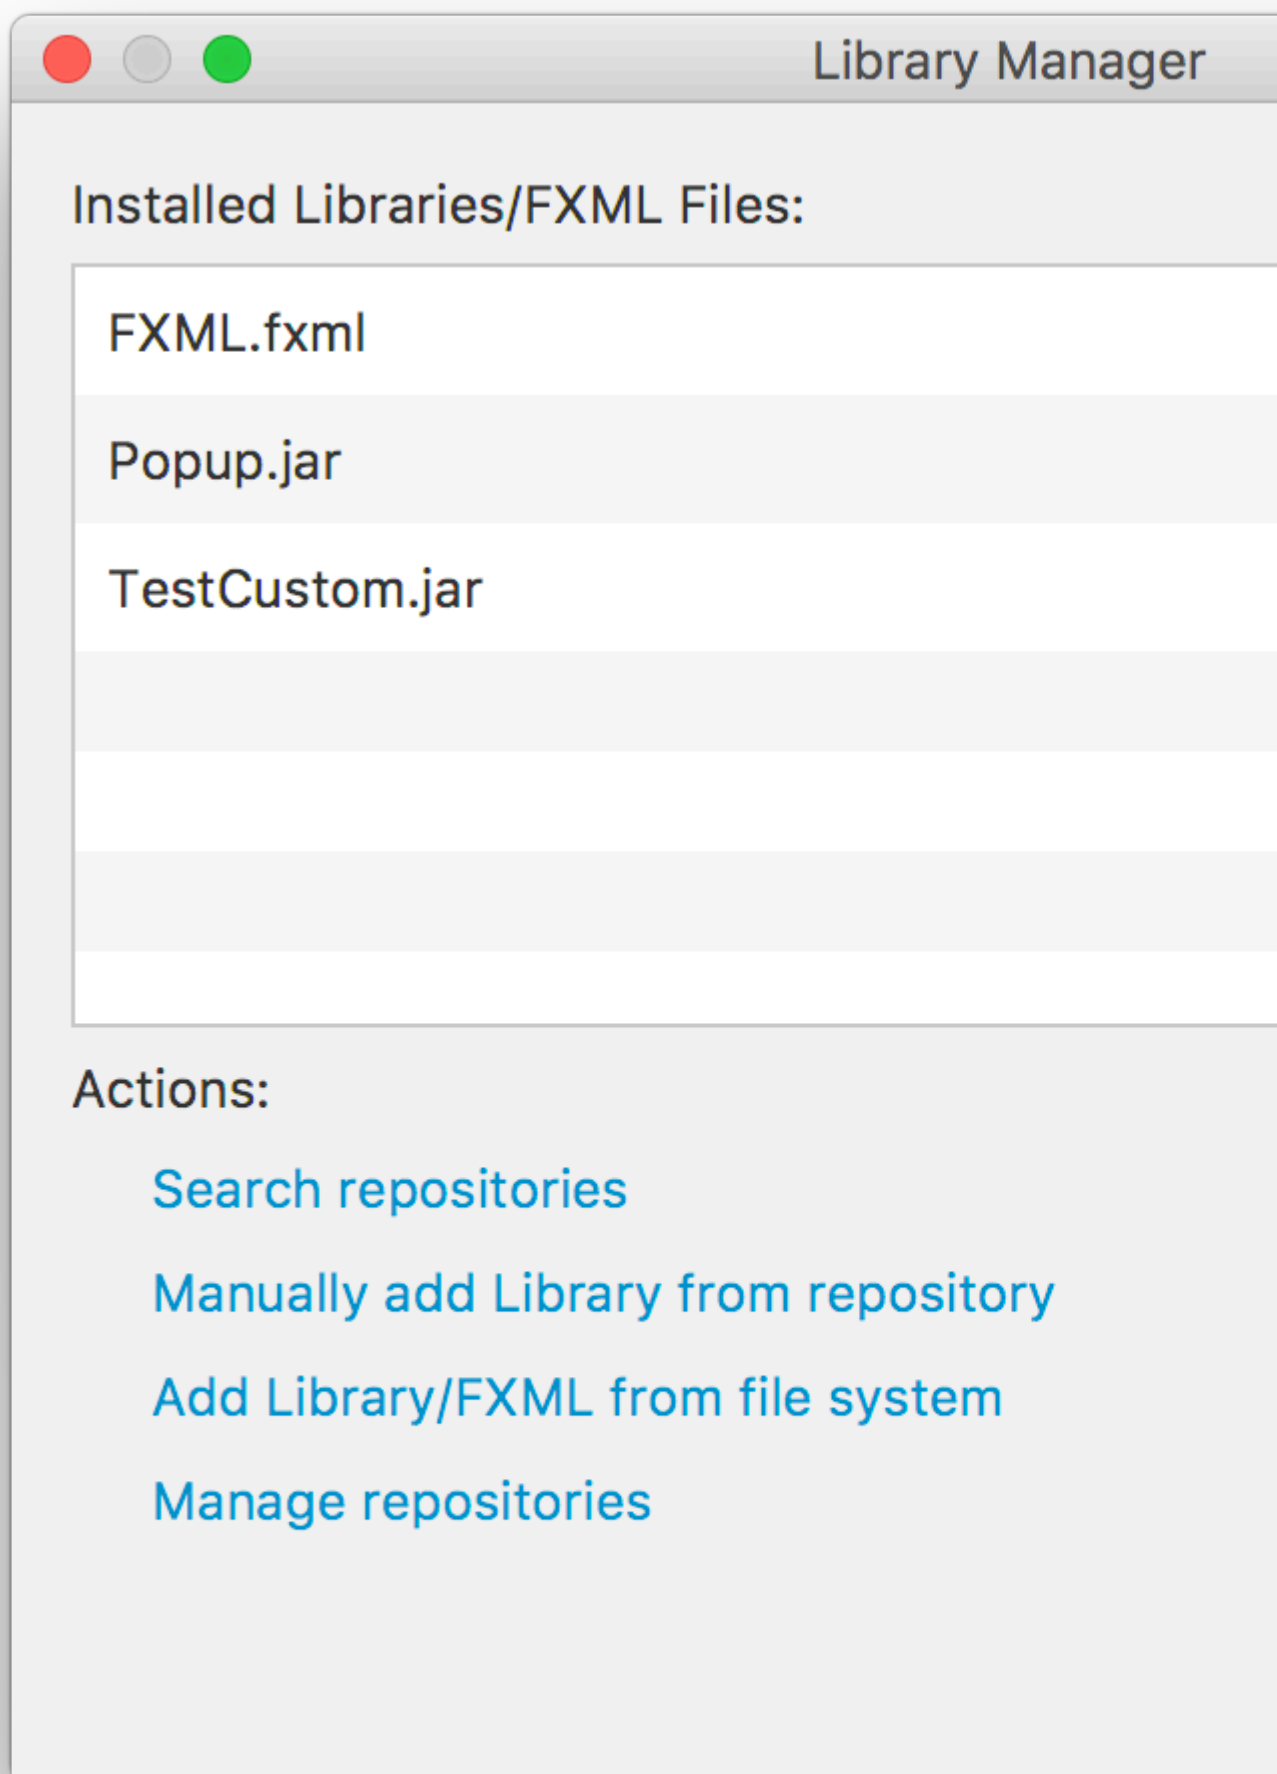 Library Manager
Installed Libraries/FXML Files:
FXML.fxml
Popup.jar
TestCustom.jar
Actions:
Search repositories
Manually add Library from repository
Add Library/FXML from file system
Manage repositories